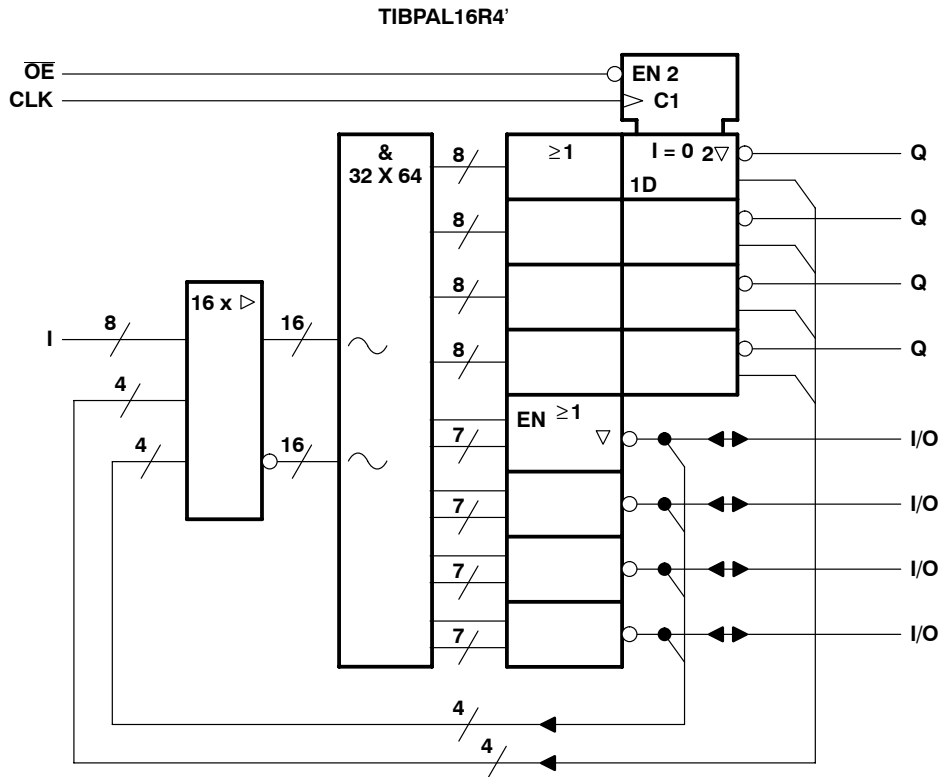 TIBPAL16R4’
OE
EN 2
CLK
C1
&
32 X 64
8
≥1
I = 0 2▽
Q
1D
8
Q
8
Q
16 x ▷
8
16
I
8
Q
4
EN ≥1
▽
4
16
7
I/O
7
I/O
7
I/O
7
I/O
4
4